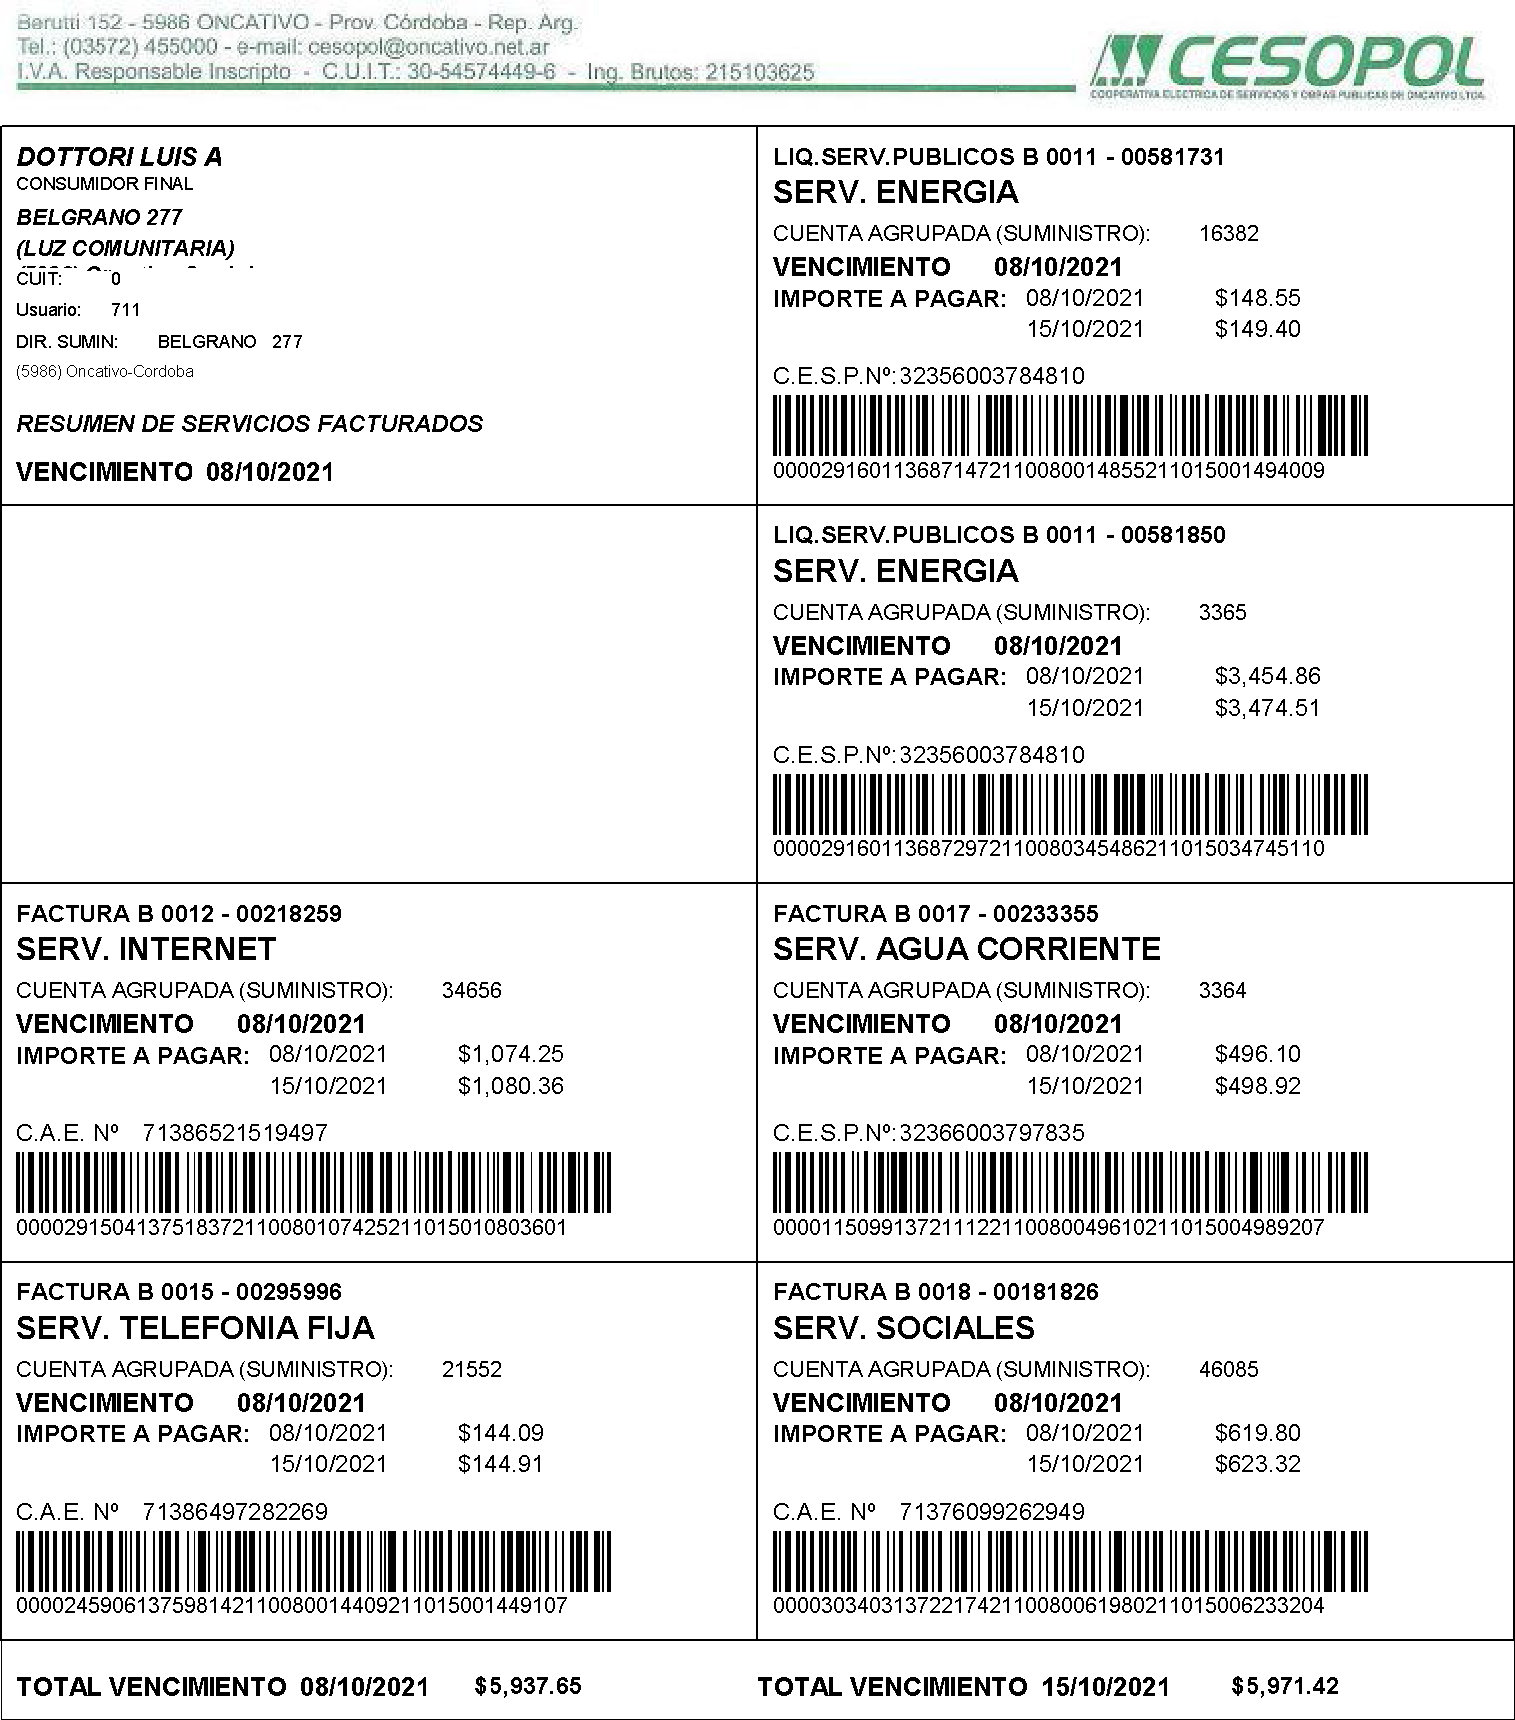 Berutti 152 - 5986 ONCATIVO - Prov. Córdoba - Rep. Arg.
Tel.: (03572) 455000 - e-mail: cesopol@oncativo.net.ar
I.V.A. Responsable Inscripto - C.U.I.T.: 30-54574449-6 - Ing. Brutos: 215103625
CESOPOL
COOPERATIVA ELECTRICA DE SERVICIOS Y OBRAS PUBLICAS DE ONCATIVO LTDA.
DOTTORI LUIS A
CONSUMIDOR FINAL
BELGRANO 277
(LUZ COMUNITARIA)
CUIT: 0
Usuario: 711
DIR. SUMIN: BELGRANO 277
(5986) Oncativo-Cordoba
RESUMEN DE SERVICIOS FACTURADOS
VENCIMIENTO 08/10/2021
LIQ.SERV.PUBLICOS B 0011 - 00581731
SERV. ENERGIA
CUENTA AGRUPADA (SUMINISTRO): 16382
VENCIMIENTO 08/10/2021
IMPORTE A PAGAR: 08/10/2021 $148.55
15/10/2021 $149.40
C.E.S.P.Nº: 32356003784810
0000291601136871472110080014855211015001494009
LIQ.SERV.PUBLICOS B 0011 - 00581850
SERV. ENERGIA
CUENTA AGRUPADA (SUMINISTRO): 3365
VENCIMIENTO 08/10/2021
IMPORTE A PAGAR: 08/10/2021 $3,454.86
15/10/2021 $3,474.51
C.E.S.P.Nº: 32356003784810
0000291601136872972110080345486211015034745110
FACTURA B 0012 - 00218259
SERV. INTERNET
CUENTA AGRUPADA (SUMINISTRO): 34656
VENCIMIENTO 08/10/2021
IMPORTE A PAGAR: 08/10/2021 $1,074.25
15/10/2021 $1,080.36
C.A.E. Nº 71386521519497
0000291504137518372110080107425211015010803601
FACTURA B 0017 - 00233355
SERV. AGUA CORRIENTE
CUENTA AGRUPADA (SUMINISTRO): 3364
VENCIMIENTO 08/10/2021
IMPORTE A PAGAR: 08/10/2021 $496.10
15/10/2021 $498.92
C.E.S.P.Nº: 32366003797835
0000115099137211122110080049610211015004989207
FACTURA B 0015 - 00295996
SERV. TELEFONIA FIJA
CUENTA AGRUPADA (SUMINISTRO): 21552
VENCIMIENTO 08/10/2021
IMPORTE A PAGAR: 08/10/2021 $144.09
15/10/2021 $144.91
C.A.E. Nº 71386497282269
0000245906137598142110080014409211015001449107
FACTURA B 0018 - 00181826
SERV. SOCIALES
CUENTA AGRUPADA (SUMINISTRO): 46085
VENCIMIENTO 08/10/2021
IMPORTE A PAGAR: 08/10/2021 $619.80
15/10/2021 $623.32
C.A.E. Nº 71376099262949
0000303403137221742110080061980211015006233204
TOTAL VENCIMIENTO 08/10/2021 $5,937.65
TOTAL VENCIMIENTO 15/10/2021 $5,971.42